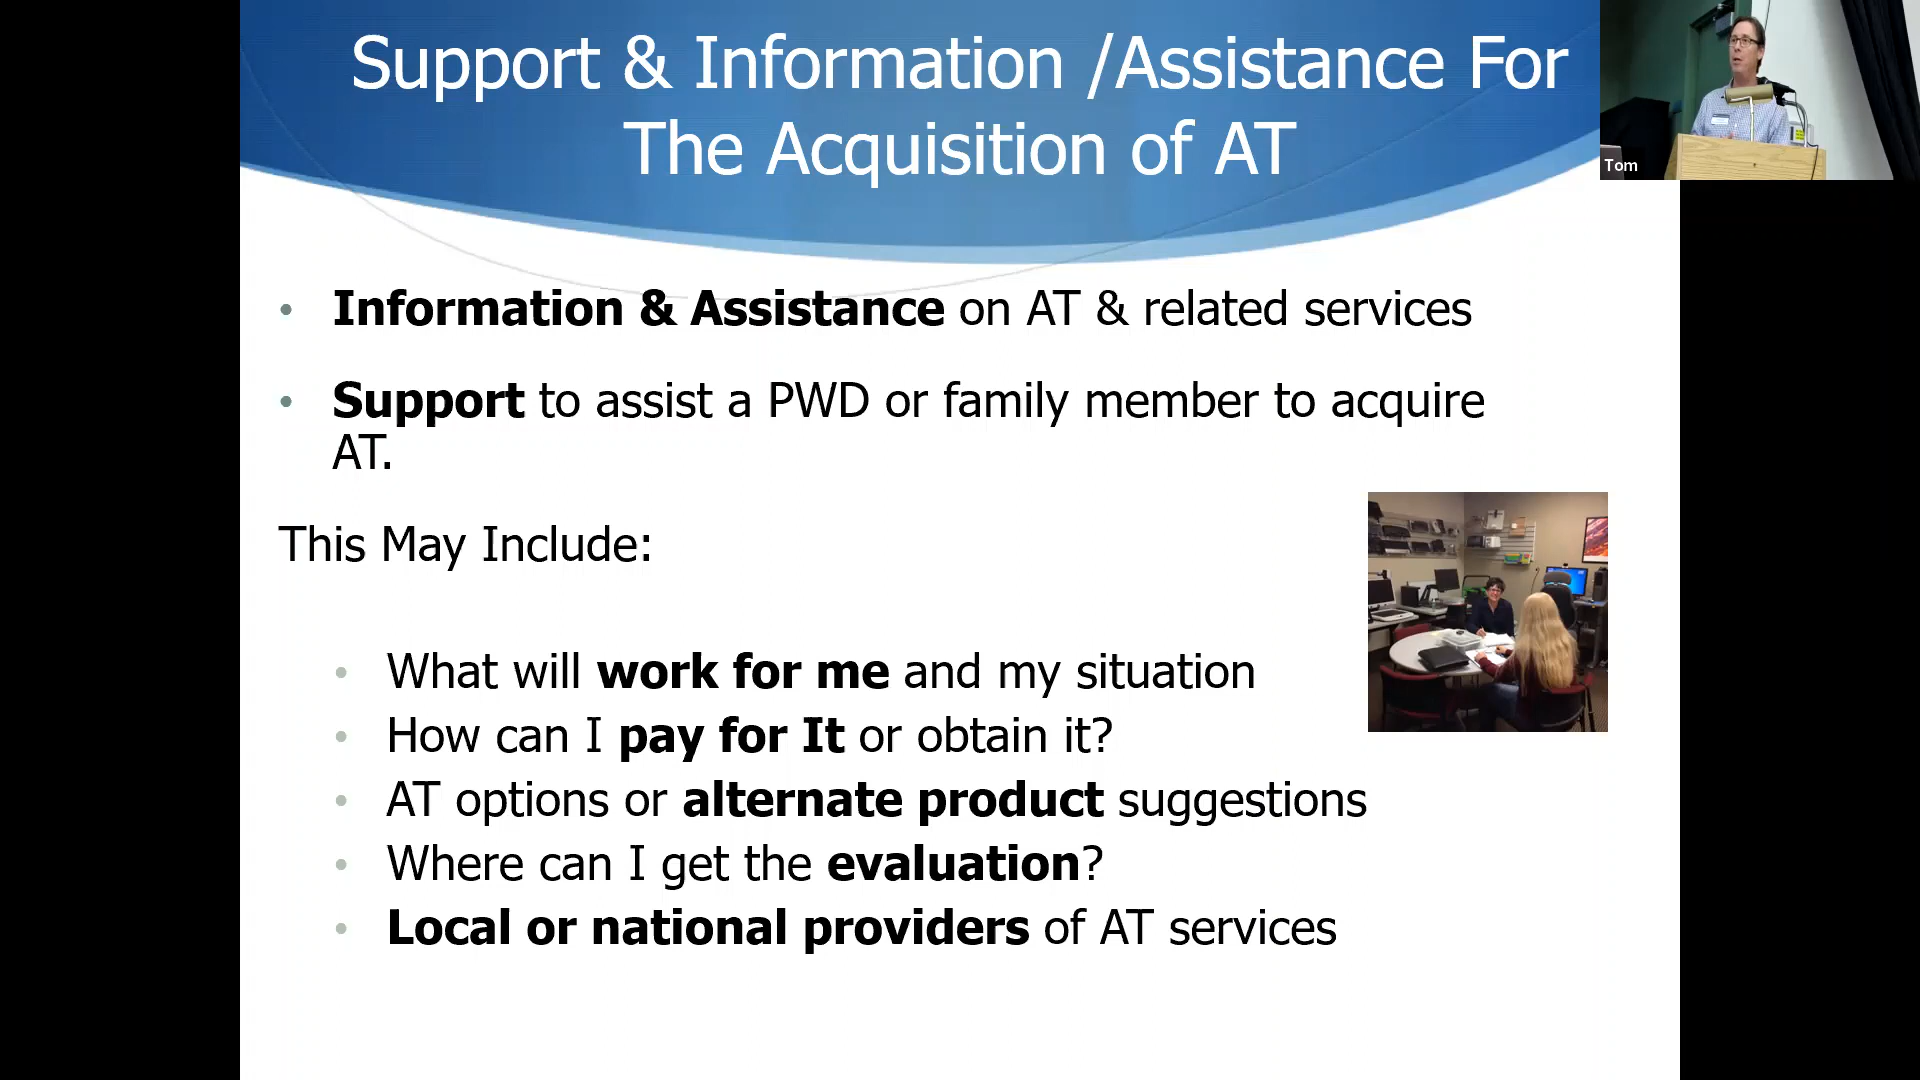 Support & Information /Assistance For
The Acquisition of AT
Tom
• Information & Assistance on AT & related services
• Support to assist a PWD or family member to acquire
AT.
This May Include:
• What will work for me and my situation
• How can I pay for It or obtain it?
• AT options or alternate product suggestions
• Where can I get the evaluation?
• Local or national providers of AT services